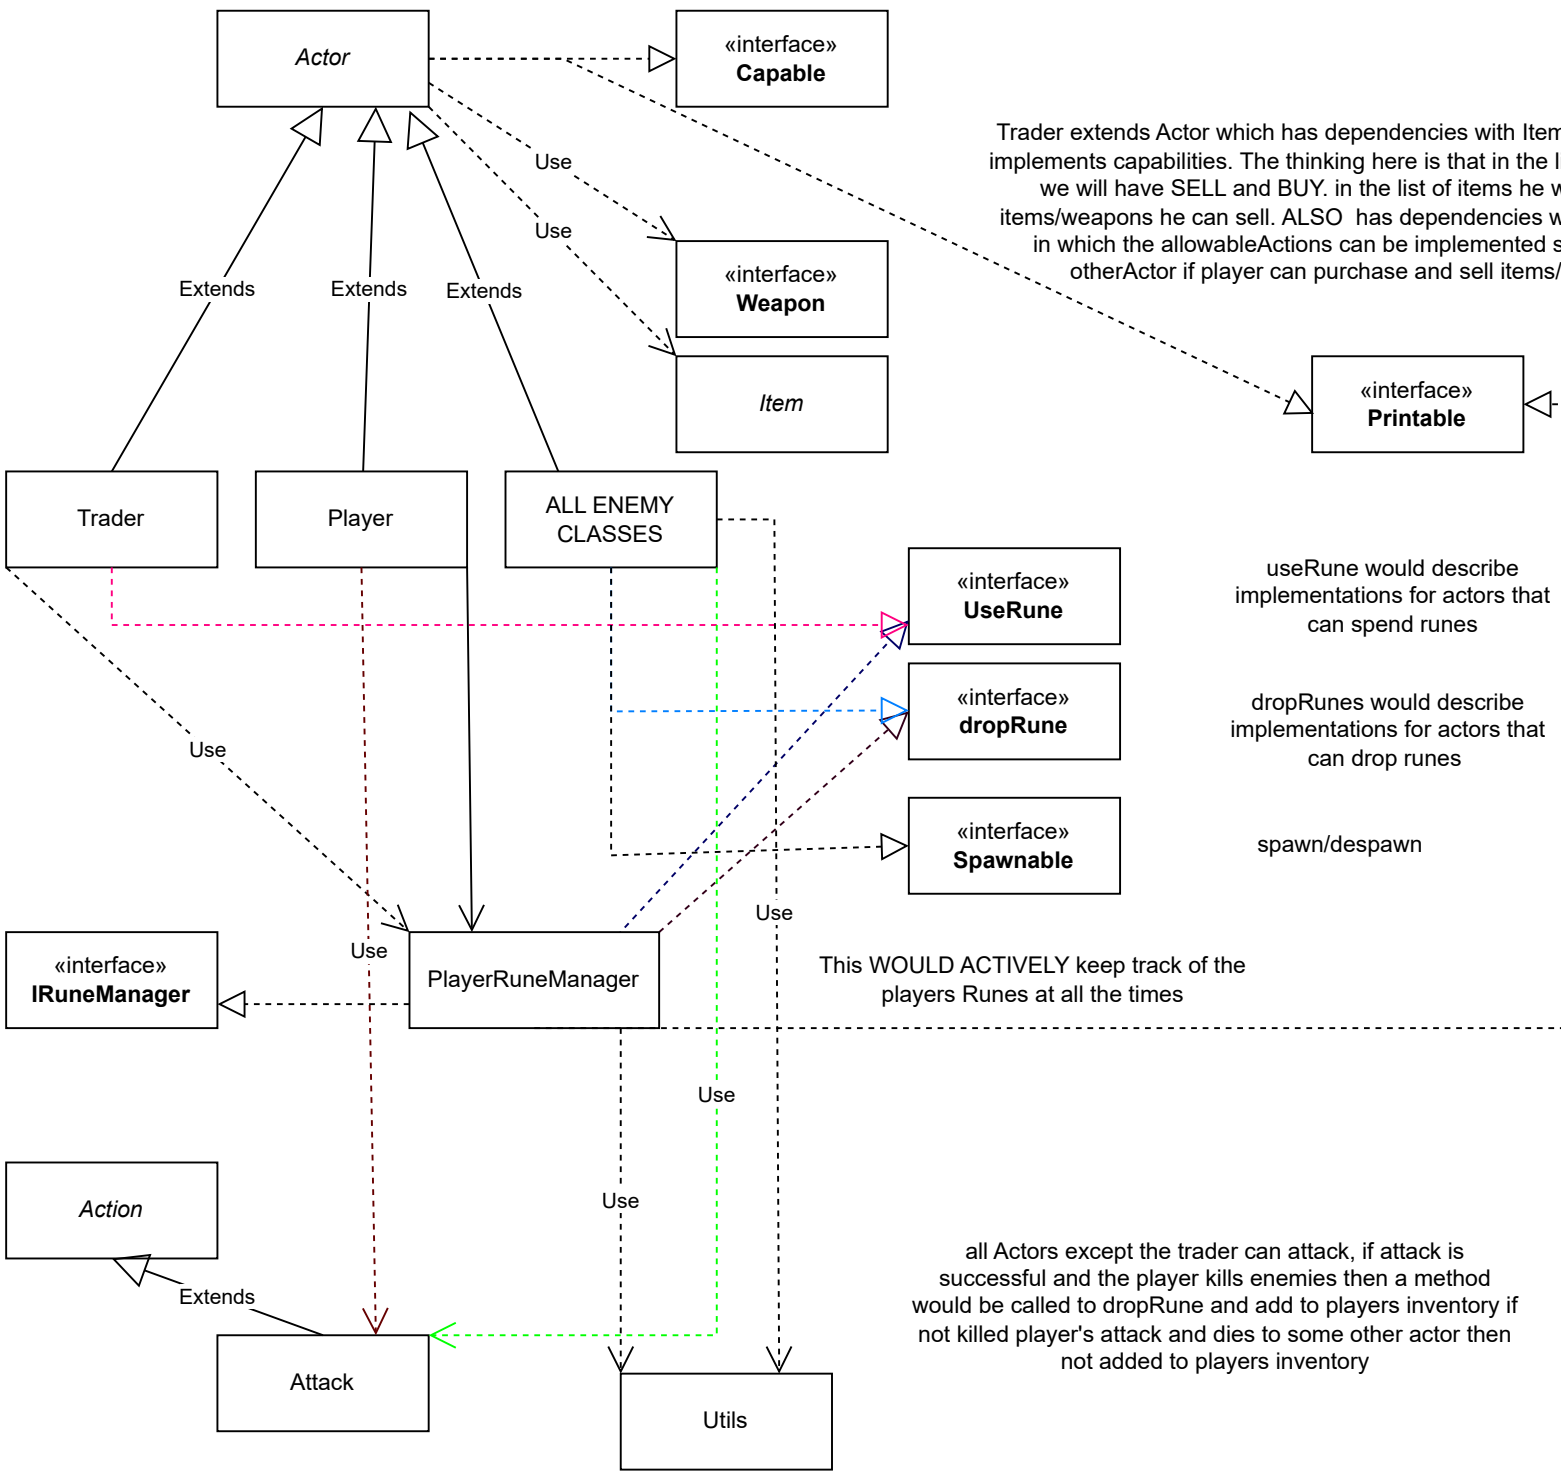 Actor
«interface»
Capable
Trader extends Actor which has dependencies with Item
implements capabilities. The thinking here is that in the
we will have SELL and BUY. in the list of items he
items/weapons he can sell. ALSO has dependencies
in which the allowableActions can be implemented
otherActor if player can purchase and sell items/
Use
«interface»
Weapon
Use
Extends
Extends
Extends
Item
«interface»
Printable
Trader
Player
ALL ENEMY
CLASSES
«interface»
UseRune
useRune would describe
implementations for actors that
can spend runes
«interface»
dropRune
dropRunes would describe
implementations for actors that
can drop runes
Use
«interface»
Spawnable
spawn/despawn
Use
Use
«interface»
IRuneManager
PlayerRuneManager
This WOULD ACTIVELY keep track of the
players Runes at all the times
Use
Use
Action
Extends
all Actors except the trader can attack, if attack is
successful and the player kills enemies then a method
would be called to dropRune and add to players inventory if
not killed player's attack and dies to some other actor then
not added to players inventory
Attack
Utils